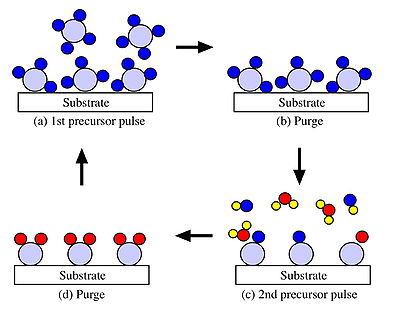 Substrate
(a) 1st precursor pulse
Substrate
(b) Purge
Substrate
(d) Purge
Substrate
(c) 2nd precursor pulse